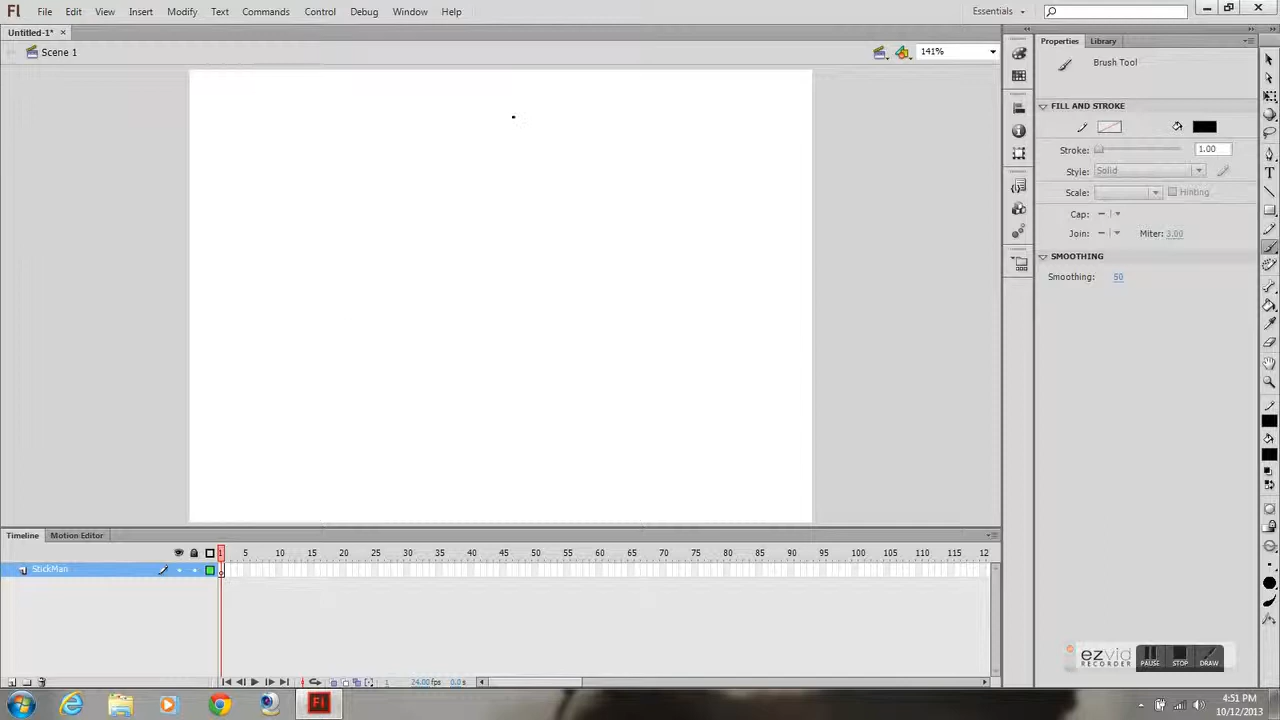 Fl File Edit View Insert Modify Text Commands Control Debug Window Help Essentials
Untitled-1* ×
Scene 1 141%
Properties Library
Brush Tool
FILL AND STROKE
Stroke: 1.00
Style: Solid
Scale: Hinting
Cap:
Join: Miter: 3.00
SMOOTHING
Smoothing: 50
Timeline Motion Editor
1 5 10 15 20 25 30 35 40 45 50 55 60 65 70 75 80 85 90 95 100 105 110 115 12
StickMan
ezvid RECORDER PAUSE STOP DRAW
1 24.00 fps 0.0 s
Fl
4:51 PM
10/12/2013